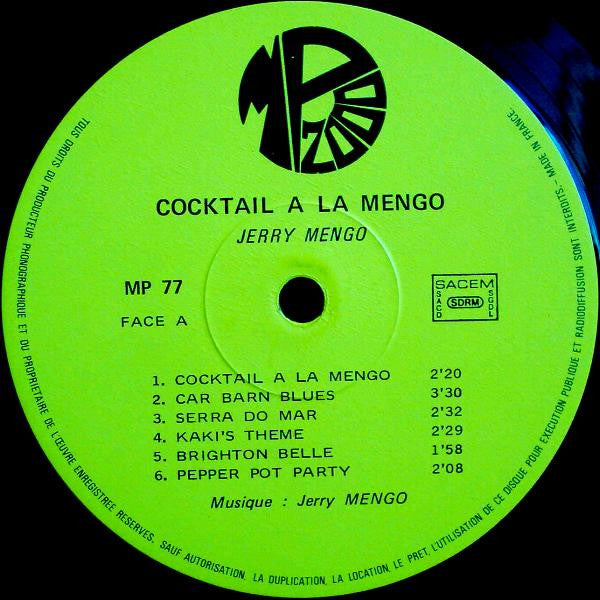 MP 2000
COCKTAIL A LA MENGO
JERRY MENGO
MP 77
FACE A
SACEM
SACD
SDRM
SGDL
1. COCKTAIL A LA MENGO 2'20
2. CAR BARN BLUES 3'30
3. SERRA DO MAR 2'32
4. KAKI'S THEME 2'29
5. BRIGHTON BELLE 1'58
6. PEPPER POT PARTY 2'08
Musique : Jerry MENGO
TOUS DROITS DU PRODUCTEUR PHONOGRAPHIQUE ET DU PROPRIETAIRE DE L'ŒUVRE ENREGISTREE RESERVES. SAUF AUTORISATION, LA DUPLICATION, LA LOCATION, LE PRET, L'UTILISATION DE CE DISQUE POUR EXECUTION PUBLIQUE ET RADIODIFFUSION SONT INTERDITS. - MADE IN FRANCE.